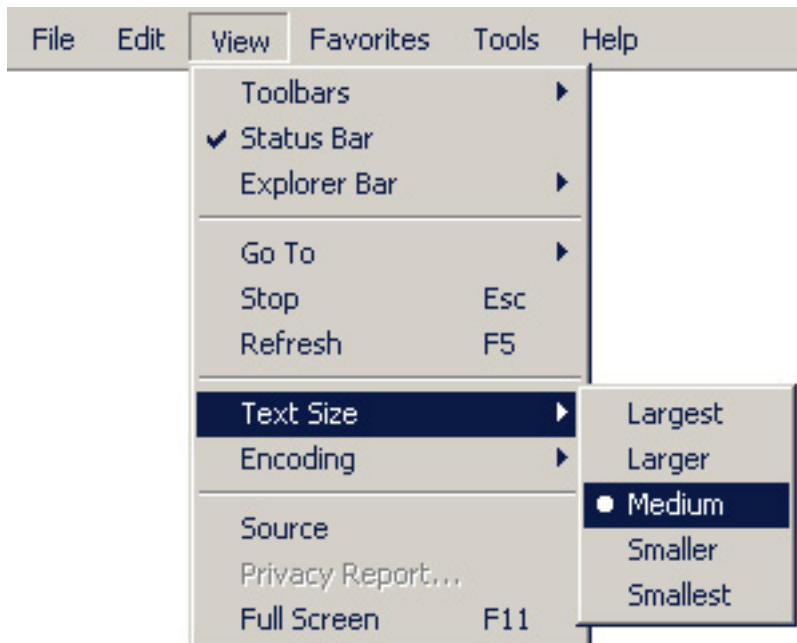 File Edit View Favorites Tools Help
Toolbars
Status Bar
Explorer Bar
Go To
Stop Esc
Refresh F5
Text Size
Encoding
Source
Privacy Report...
Full Screen F11
Largest
Larger
Medium
Smaller
Smallest